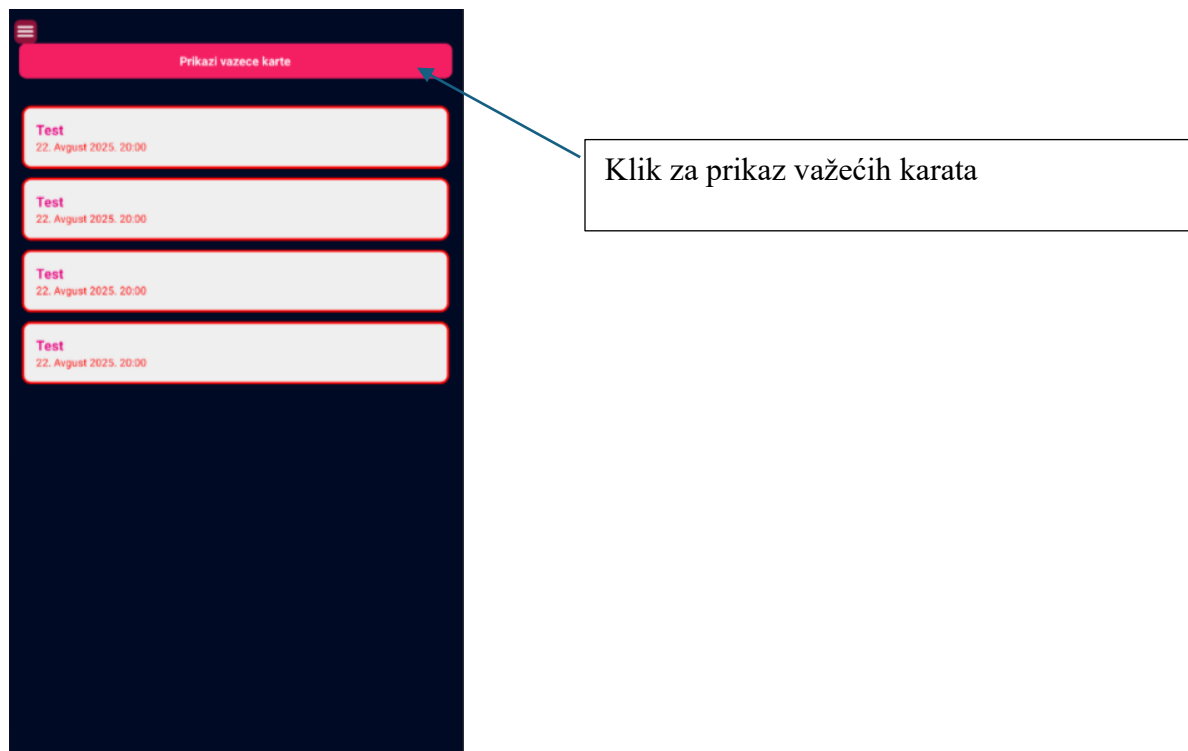 Prikazi vazece karte
Test
22. Avgust 2025. 20:00
Test
22. Avgust 2025. 20:00
Test
22. Avgust 2025. 20:00
Test
22. Avgust 2025. 20:00
Klik za prikaz važećih karata